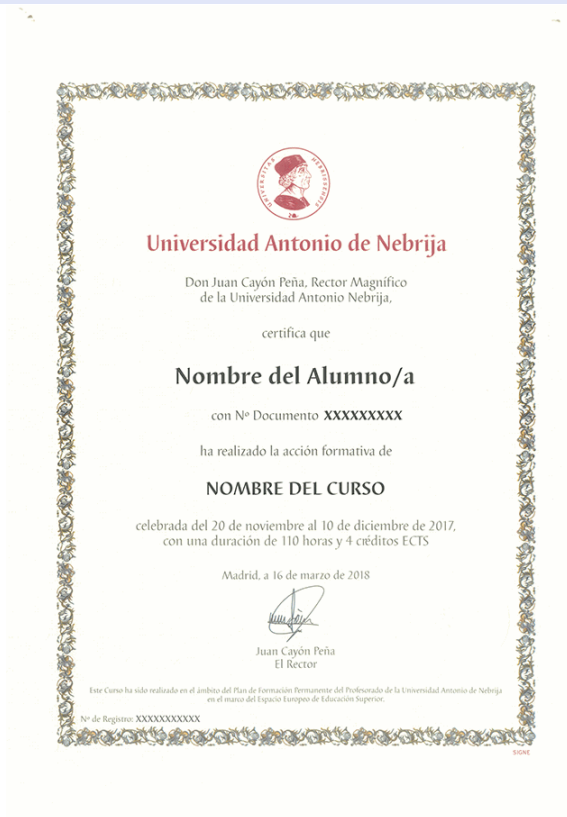 UNIVERSITAS NEBRISSENSIS
Universidad Antonio de Nebrija
Don Juan Cayón Peña, Rector Magnífico
de la Universidad Antonio Nebrija,
certifica que
Nombre del Alumno/a
con Nº Documento XXXXXXXXX
ha realizado la acción formativa de
NOMBRE DEL CURSO
celebrada del 20 de noviembre al 10 de diciembre de 2017,
con una duración de 110 horas y 4 créditos ECTS
Madrid, a 16 de marzo de 2018
Juan Cayón Peña
El Rector
Este Curso ha sido realizado en el ámbito del Plan de Formación Permanente del Profesorado de la Universidad Antonio de Nebrija
en el marco del Espacio Europeo de Educación Superior.
Nº de Registro: XXXXXXXXXXX
SIGNE